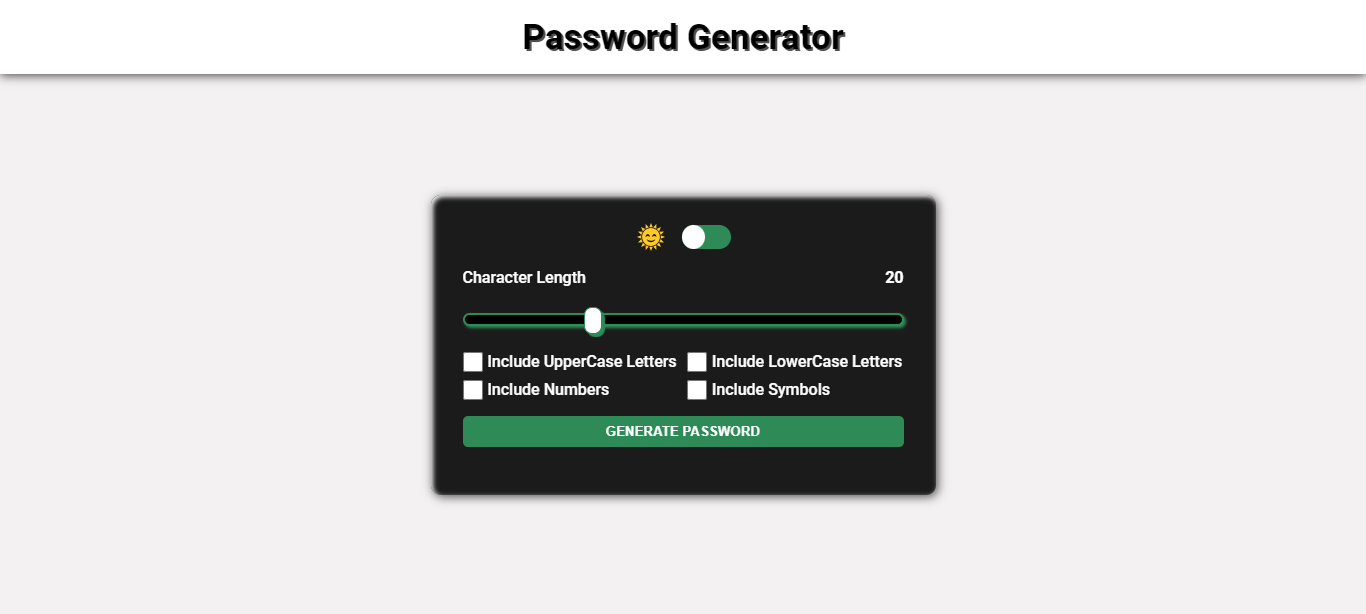 Password Generator
Character Length 20
Include UpperCase Letters Include LowerCase Letters
Include Numbers Include Symbols
GENERATE PASSWORD